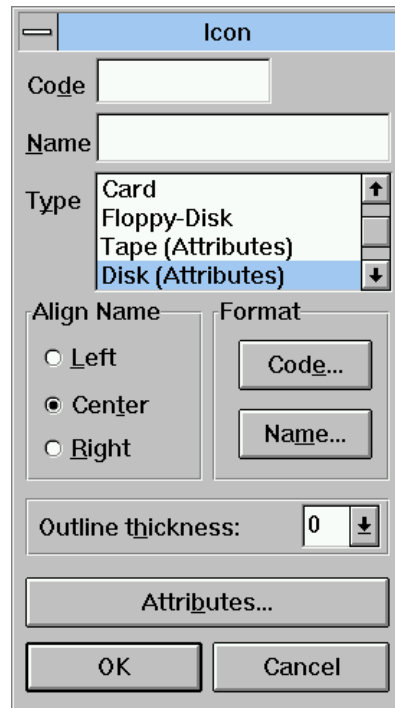 Icon
Code
Name
Type
Card
Floppy-Disk
Tape (Attributes)
Disk (Attributes)
Align Name
Format
Left
Code...
Center
Name...
Right
Outline thickness: 0
Attributes...
OK Cancel